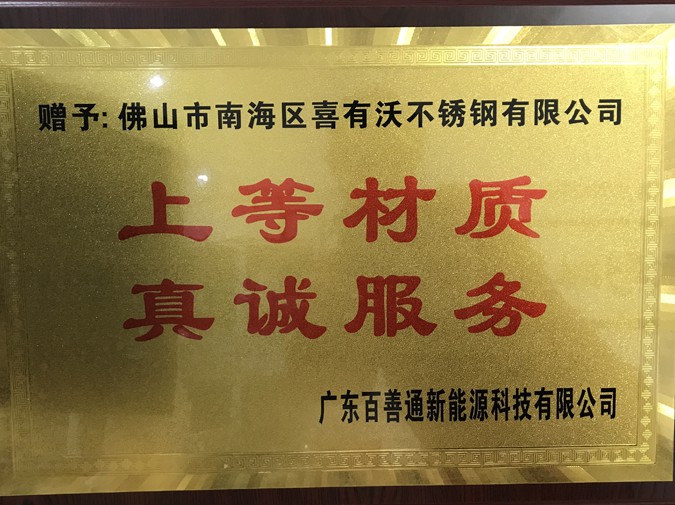 赠予:佛山市南海区喜有沃不锈钢有限公司
上等材质
真诚服务
广东百善通新能源科技有限公司